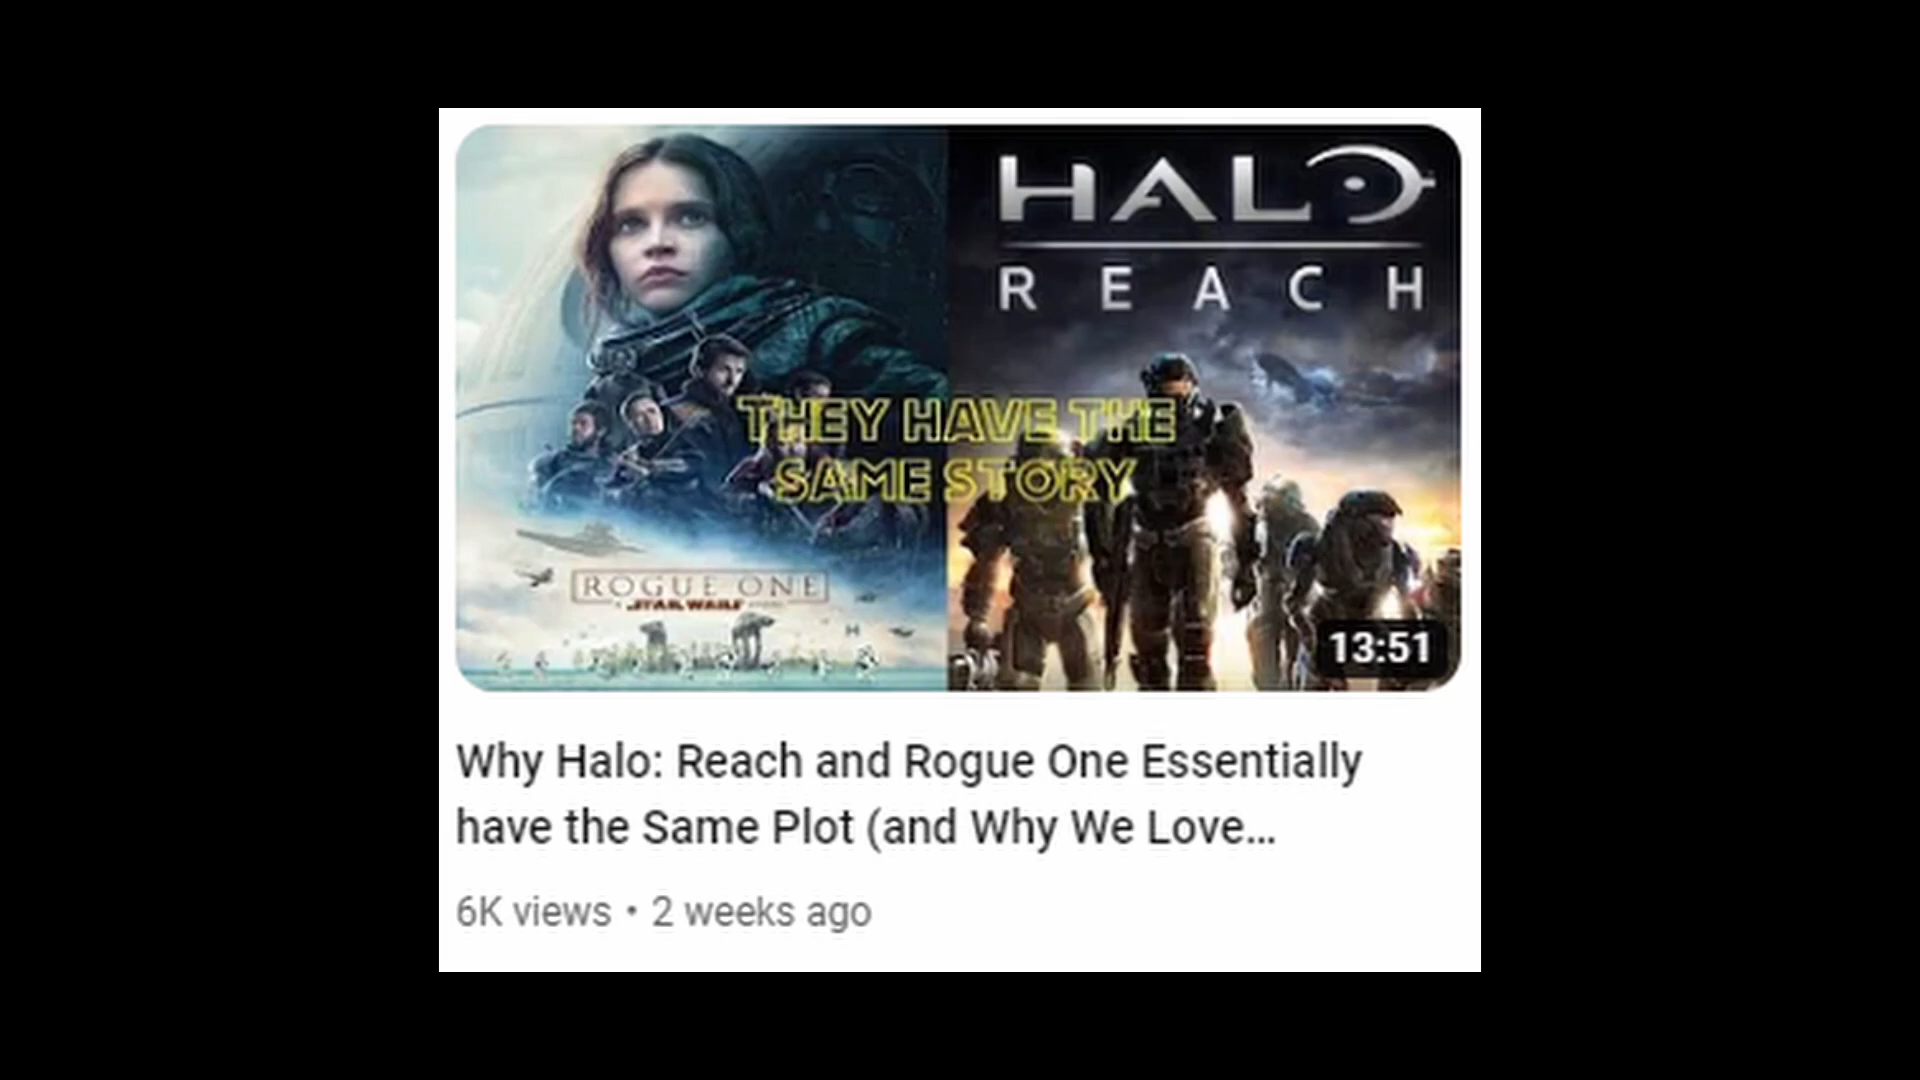 HALO
REACH
THEY HAVE THE
SAME STORY
ROGUE ONE
A STAR WARS STORY
13:51
Why Halo: Reach and Rogue One Essentially
have the Same Plot (and Why We Love...
6K views • 2 weeks ago